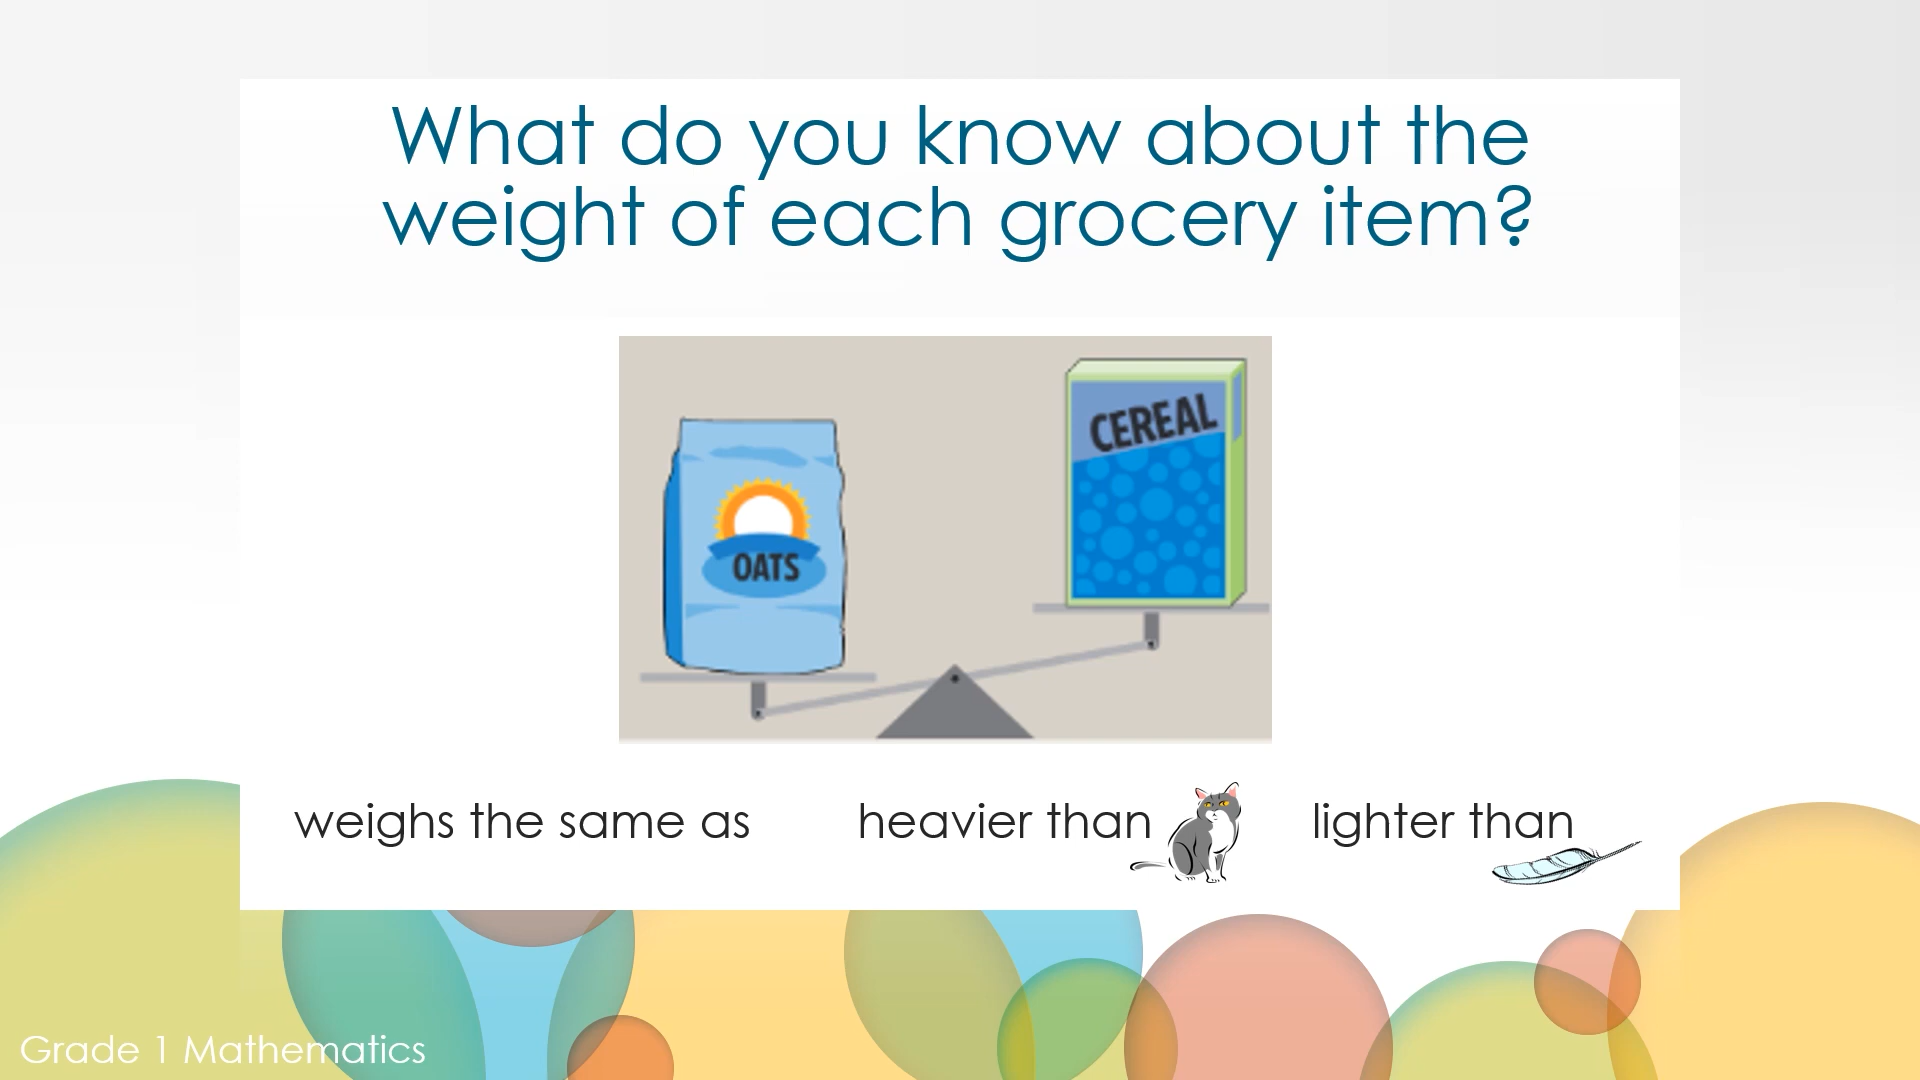 What do you know about the
weight of each grocery item?
CEREAL
OATS
weighs the same as
heavier than
lighter than
Grade 1 Mathematics